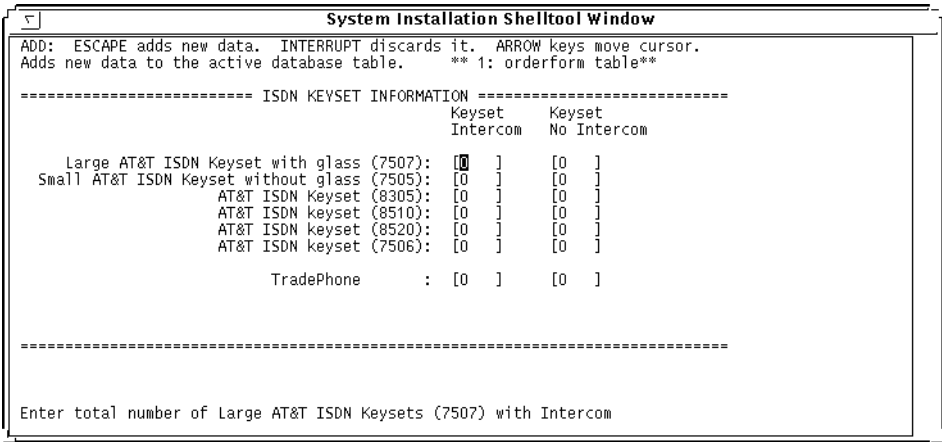 System Installation Shelltool Window
ADD:  ESCAPE adds new data.  INTERRUPT discards it.  ARROW keys move cursor.
Adds new data to the active database table.     ** 1: orderform table**
========================== ISDN KEYSET INFORMATION ============================
Keyset     Keyset
Intercom   No Intercom
Large AT&T ISDN Keyset with glass (7507):  [0   ]     [0   ]
Small AT&T ISDN Keyset without glass (7505):  [0   ]     [0   ]
AT&T ISDN Keyset (8305):  [0   ]     [0   ]
AT&T ISDN keyset (8510):  [0   ]     [0   ]
AT&T ISDN keyset (8520):  [0   ]     [0   ]
AT&T ISDN keyset (7506):  [0   ]     [0   ]
TradePhone       :  [0   ]     [0   ]
===============================================================================
Enter total number of Large AT&T ISDN Keysets (7507) with Intercom